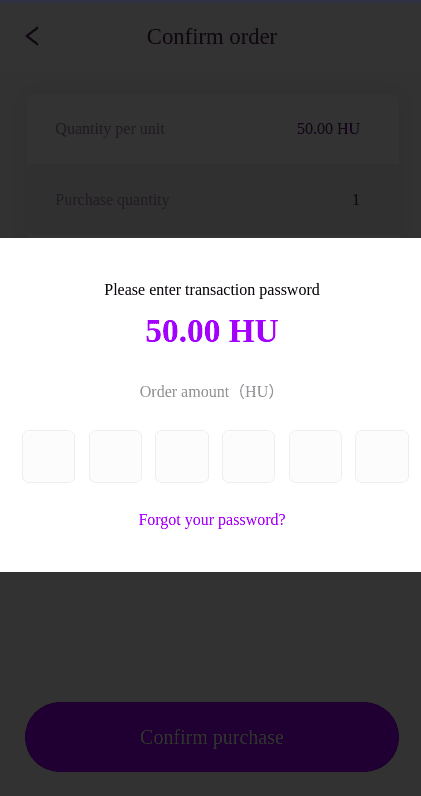 Confirm order
Quantity per unit 50.00 HU
Purchase quantity 1
Please enter transaction password
50.00 HU
Order amount（HU）
Forgot your password?
Confirm purchase